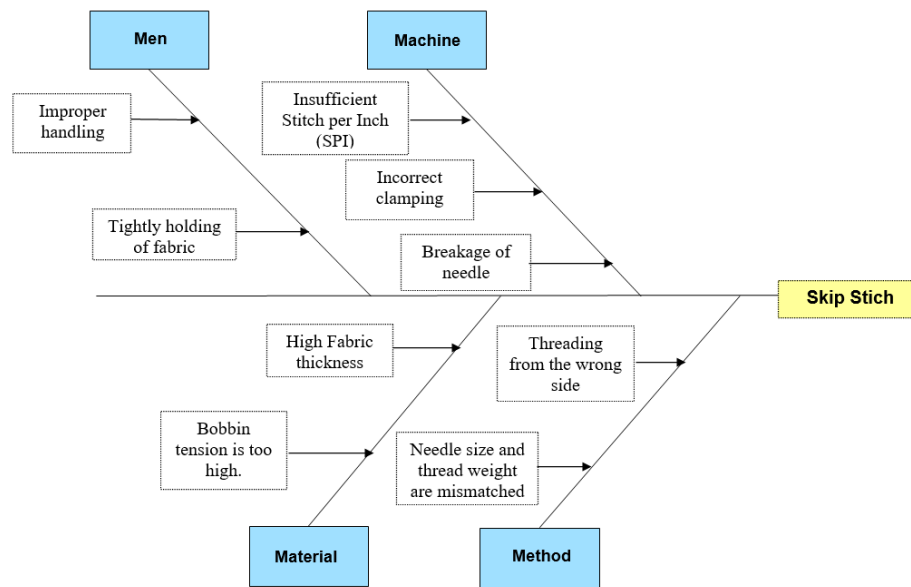 Men
Machine
Improper
handling
Insufficient
Stitch per Inch
(SPI)
Incorrect
clamping
Tightly holding
of fabric
Breakage of
needle
Skip Stich
High Fabric
thickness
Threading
from the wrong
side
Bobbin
tension is too
high.
Needle size and
thread weight
are mismatched
Material
Method